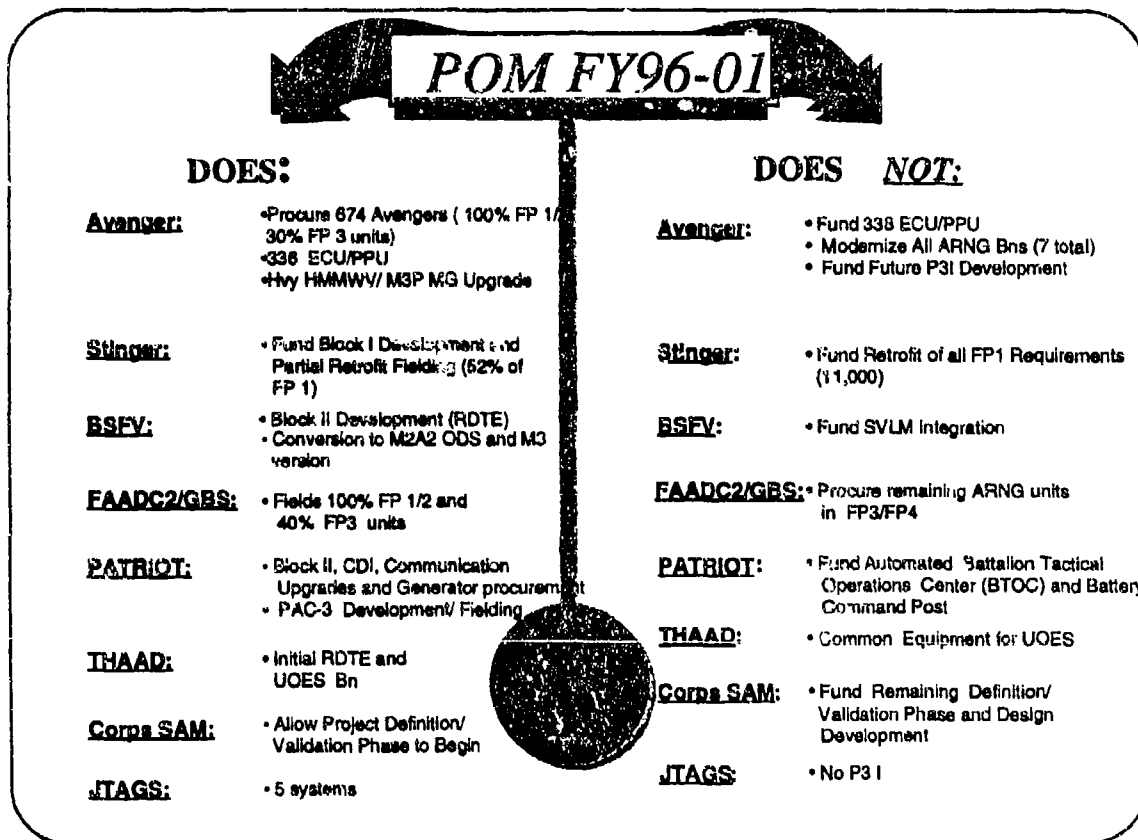 POM FY96-01
DOES:
Avenger:
•Procure 674 Avengers ( 100% FP 1/
30% FP 3 units)
•336 ECU/PPU
•Hvy HMMWV/ M3P MG Upgrade
Stinger:
• Fund Block I Development and
Partial Retrofit Fielding (52% of
FP 1)
BSFV:
• Block II Development (RDTE)
• Conversion to M2A2 ODS and M3
version
FAADC2/GBS:
• Fields 100% FP 1/2 and
40% FP3 units
PATRIOT:
• Block II, CDI, Communication
Upgrades and Generator procurement
• PAC-3 Development/ Fielding
THAAD:
• Initial RDTE and
UOES Bn
Corps SAM:
• Allow Project Definition/
Validation Phase to Begin
JTAGS:
• 5 systems
DOES NOT:
Avenger:
• Fund 338 ECU/PPU
• Modernize All ARNG Bns (7 total)
• Fund Future P3I Development
Stinger:
• Fund Retrofit of all FP1 Requirements
BSFV:
• Fund SVLM Integration
FAADC2/GBS:
• Procure remaining ARNG units
in FP3/FP4
PATRIOT:
• Fund Automated Battalion Tactical
Operations Center (BTOC) and Battery
Command Post
THAAD:
• Common Equipment for UOES
Corps SAM:
• Fund Remaining Definition/
Validation Phase and Design
Development
JTAGS:
• No P3 I